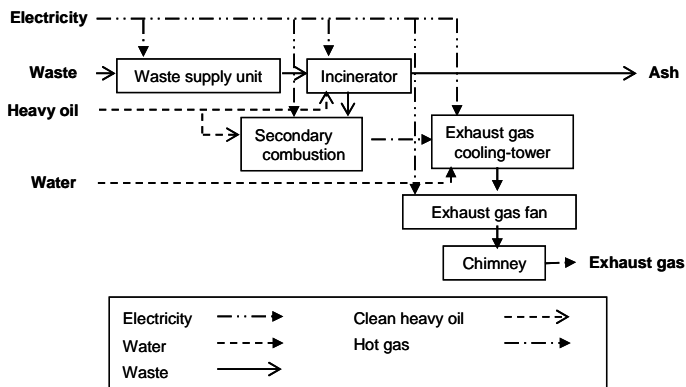 Electricity
Waste
Waste supply unit
Incinerator
Ash
Heavy oil
Secondary
combustion
Exhaust gas
cooling-tower
Water
Exhaust gas fan
Chimney
Exhaust gas
Electricity
Clean heavy oil
Water
Hot gas
Waste